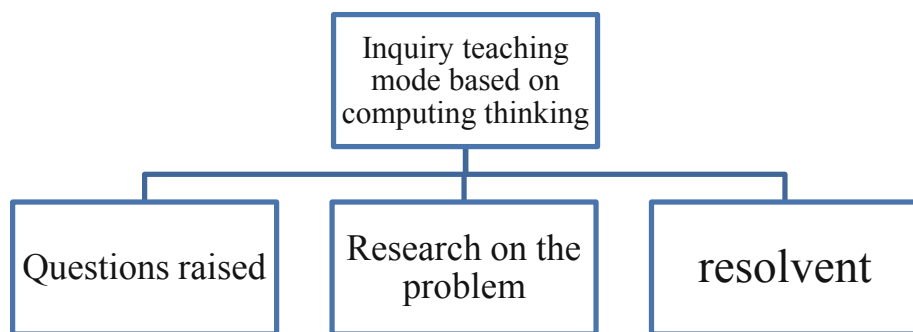 Inquiry teaching
mode based on
computing thinking
Questions raised
Research on the
problem
resolvent